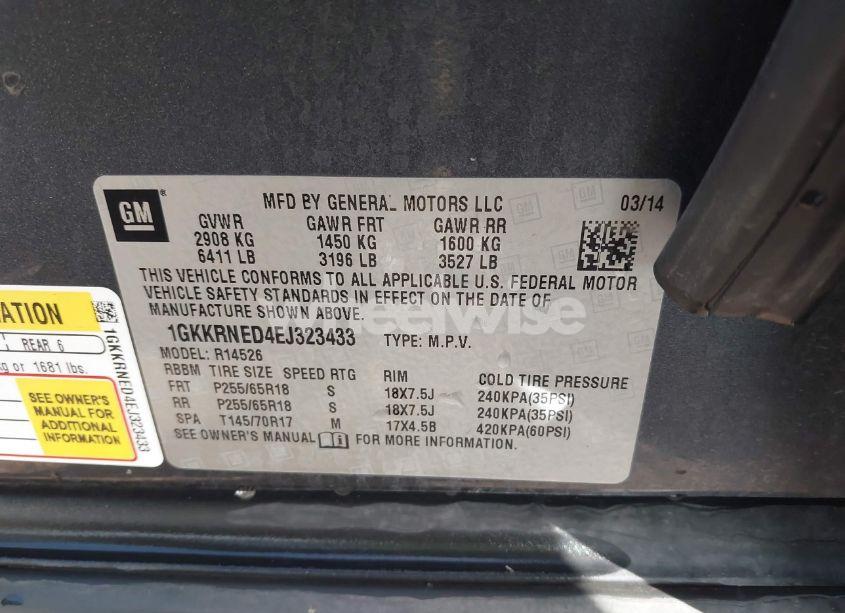 GM
MFD BY GENERAL MOTORS LLC 03/14
GVWR GAWR FRT GAWR RR
2908 KG 1450 KG 1600 KG
6411 LB 3196 LB 3527 LB
THIS VEHICLE CONFORMS TO ALL APPLICABLE U.S. FEDERAL MOTOR
VEHICLE SAFETY STANDARDS IN EFFECT ON THE DATE OF
MANUFACTURE SHOWN ABOVE.
1GKKRNED4EJ323433 TYPE: M.P.V.
MODEL: R14526
RBBM TIRE SIZE SPEED RTG RIM COLD TIRE PRESSURE
FRT P255/65R18 S 18X7.5J 240KPA(35PSI)
RR P255/65R18 S 18X7.5J 240KPA(35PSI)
SPA T145/70R17 M 17X4.5B 420KPA(60PSI)
SEE OWNER'S MANUAL FOR MORE INFORMATION.
REAR 6
kg or 1681 lbs.
SEE OWNER'S
MANUAL FOR
ADDITIONAL
INFORMATION
1GKKRNED4EJ323433